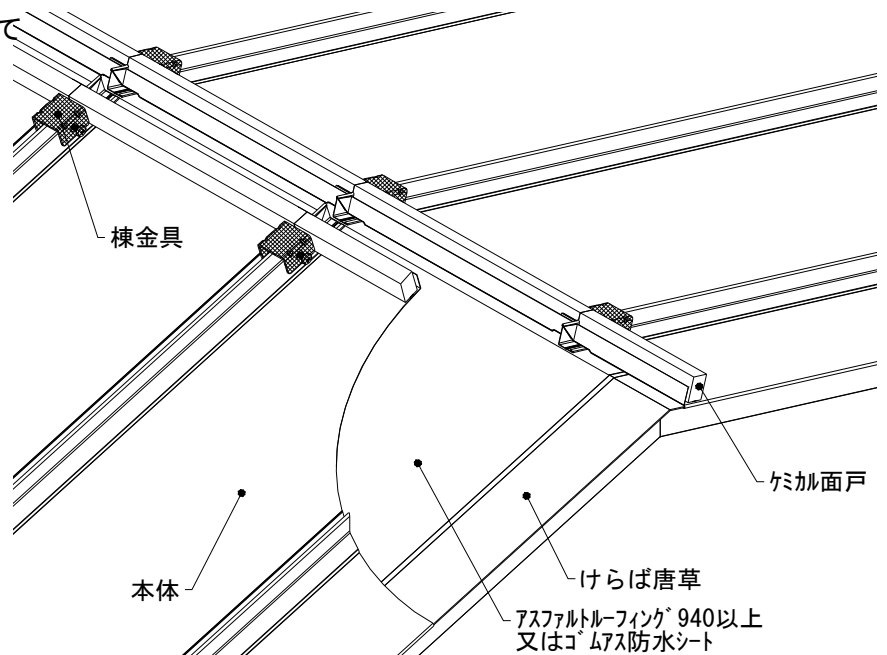 て
棟金具
ｹﾐｶﾙ面戸
本体
けらば唐草
ｱｽﾌｧﾙﾄﾙｰﾌｨﾝｸﾞ 940以上
又はｺﾞﾑｱｽ防水ｼｰﾄ